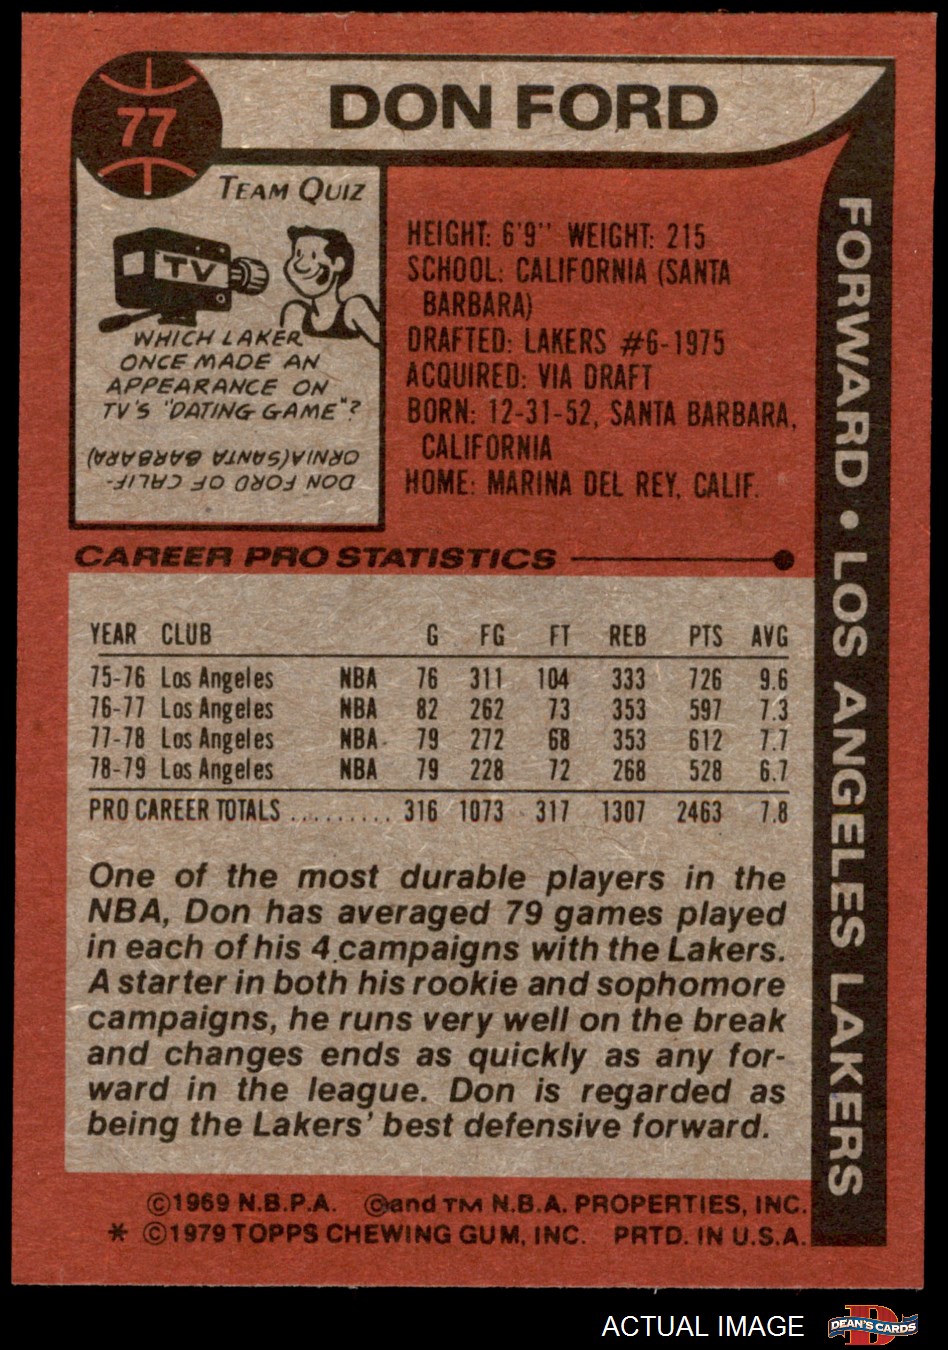 77
DON FORD
TEAM QUIZ
TV
WHICH LAKER
ONCE MADE AN
APPEARANCE ON
TV'S "DATING GAME"?
DON FORD OF CALIF-
ORNIA(SANTA BARBARA)
HEIGHT: 6'9" WEIGHT: 215
SCHOOL: CALIFORNIA (SANTA
BARBARA)
DRAFTED: LAKERS #6-1975
ACQUIRED: VIA DRAFT
BORN: 12-31-52, SANTA BARBARA,
CALIFORNIA
HOME: MARINA DEL REY, CALIF.
FORWARD • LOS ANGELES LAKERS
CAREER PRO STATISTICS
YEAR CLUB G FG FT REB PTS AVG
75-76 Los Angeles NBA 76 311 104 333 726 9.6
76-77 Los Angeles NBA 82 262 73 353 597 7.3
77-78 Los Angeles NBA 79 272 68 353 612 7.7
78-79 Los Angeles NBA 79 228 72 268 528 6.7
PRO CAREER TOTALS .......... 316 1073 317 1307 2463 7.8
One of the most durable players in the
NBA, Don has averaged 79 games played
in each of his 4 campaigns with the Lakers.
A starter in both his rookie and sophomore
campaigns, he runs very well on the break
and changes ends as quickly as any for-
ward in the league. Don is regarded as
being the Lakers' best defensive forward.
©1969 N.B.P.A. ©and TM N.B.A. PROPERTIES, INC.
* ©1979 TOPPS CHEWING GUM, INC. PRTD. IN U.S.A.
ACTUAL IMAGE
D
DEAN'S CARDS